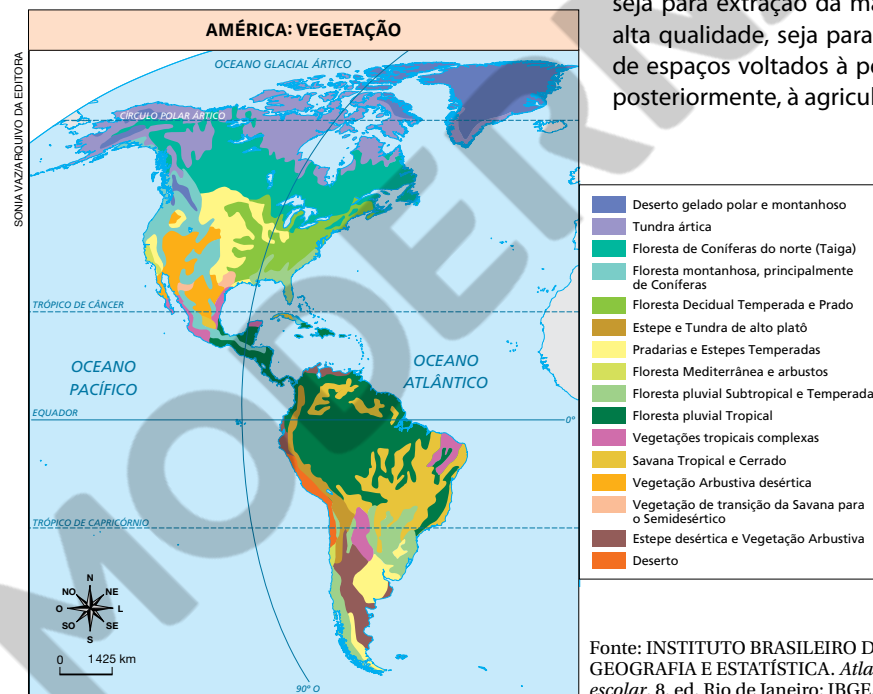 seja para extração da ma
alta qualidade, seja para
de espaços voltados à p
posteriormente, à agricul
AMÉRICA: VEGETAÇÃO
SONIA VAZ/ARQUIVO DA EDITORA
OCEANO GLACIAL ÁRTICO
CÍRCULO POLAR ÁRTICO
TRÓPICO DE CÂNCER
OCEANO
PACÍFICO
OCEANO
ATLÂNTICO
EQUADOR
0°
TRÓPICO DE CAPRICÓRNIO
N
NO NE
O L
SO SE
S
0 1 425 km
90° O
Deserto gelado polar e montanhoso
Tundra ártica
Floresta de Coníferas do norte (Taiga)
Floresta montanhosa, principalmente
de Coníferas
Floresta Decidual Temperada e Prado
Estepe e Tundra de alto platô
Pradarias e Estepes Temperadas
Floresta Mediterrânea e arbustos
Floresta pluvial Subtropical e Temperada
Floresta pluvial Tropical
Vegetações tropicais complexas
Savana Tropical e Cerrado
Vegetação Arbustiva desértica
Vegetação de transição da Savana para
o Semidesértico
Estepe desértica e Vegetação Arbustiva
Deserto
Fonte: INSTITUTO BRASILEIRO D
GEOGRAFIA E ESTATÍSTICA. Atla
escolar. 8. ed. Rio de Janeiro: IBGE
MODERNA